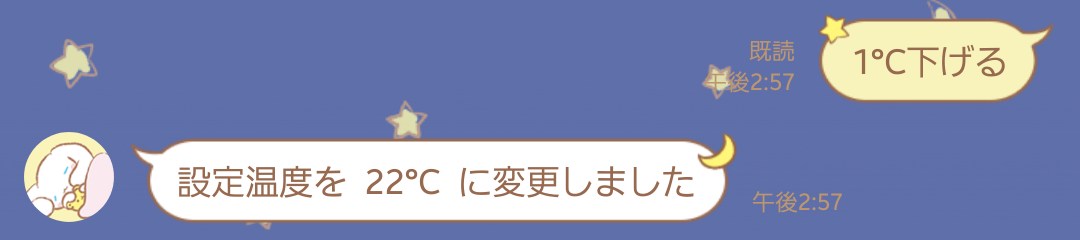 既読
午後2:57
1℃下げる
設定温度を 22℃ に変更しました
午後2:57